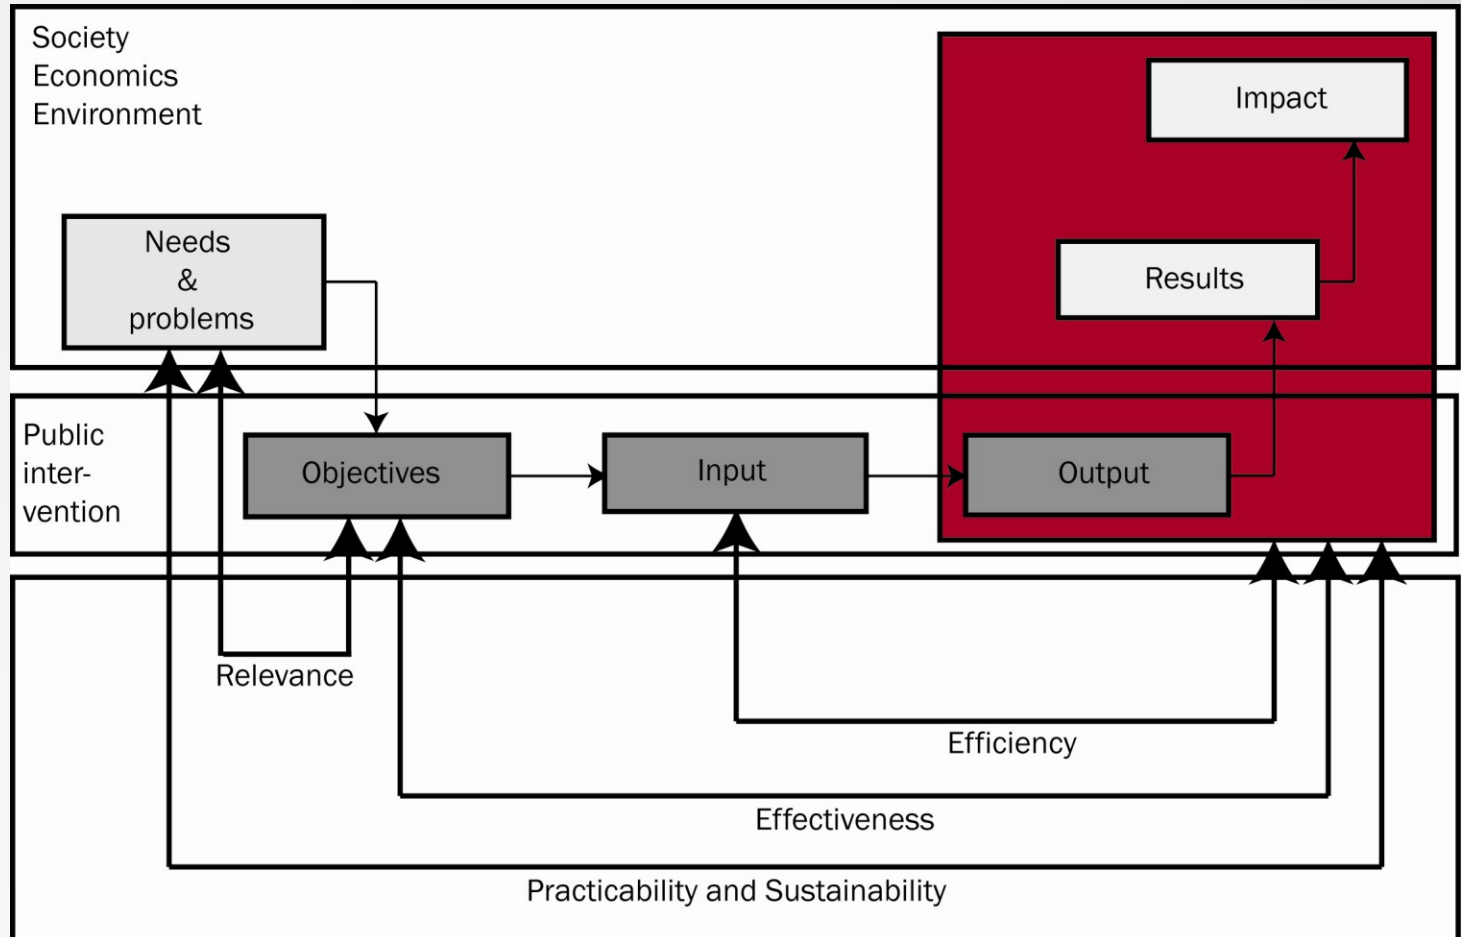 Society
Economics
Environment
Impact
Needs
&
problems
Results
Public
inter-
vention
Objectives
Input
Output
Relevance
Efficiency
Effectiveness
Practicability and Sustainability